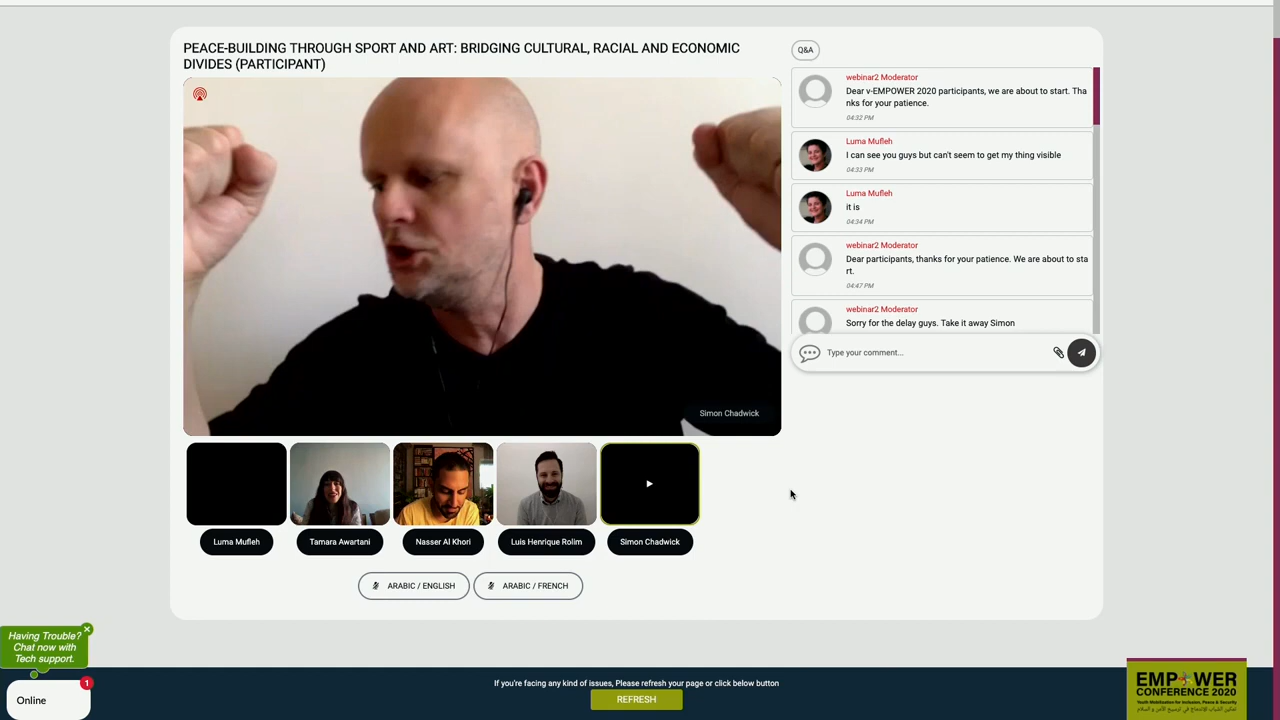 PEACE-BUILDING THROUGH SPORT AND ART: BRIDGING CULTURAL, RACIAL AND ECONOMIC
DIVIDES (PARTICIPANT)
Simon Chadwick
Luma Mufleh
Tamara Awartani
Nasser Al Khori
Luis Henrique Rolim
Simon Chadwick
ARABIC / ENGLISH
ARABIC / FRENCH
Q&A
webinar2 Moderator
Dear v-EMPOWER 2020 participants, we are about to start. Tha
nks for your patience.
04:32 PM
Luma Mufleh
I can see you guys but can't seem to get my thing visible
04:33 PM
Luma Mufleh
it is
04:34 PM
webinar2 Moderator
Dear participants, thanks for your patience. We are about to sta
rt.
04:47 PM
webinar2 Moderator
Sorry for the delay guys. Take it away Simon
Type your comment...
Having Trouble?
Chat now with
Tech support.
1
Online
If you're facing any kind of issues, Please refresh your page or click below button
REFRESH
EMPOWER
CONFERENCE 2020
Youth Mobilisation for Inclusion, Peace & Security